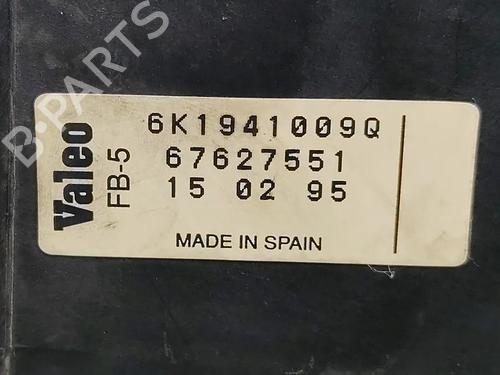 Valeo
FB-5
6K1941009Q
67627551
15 02 95
MADE IN SPAIN
B-PARTS